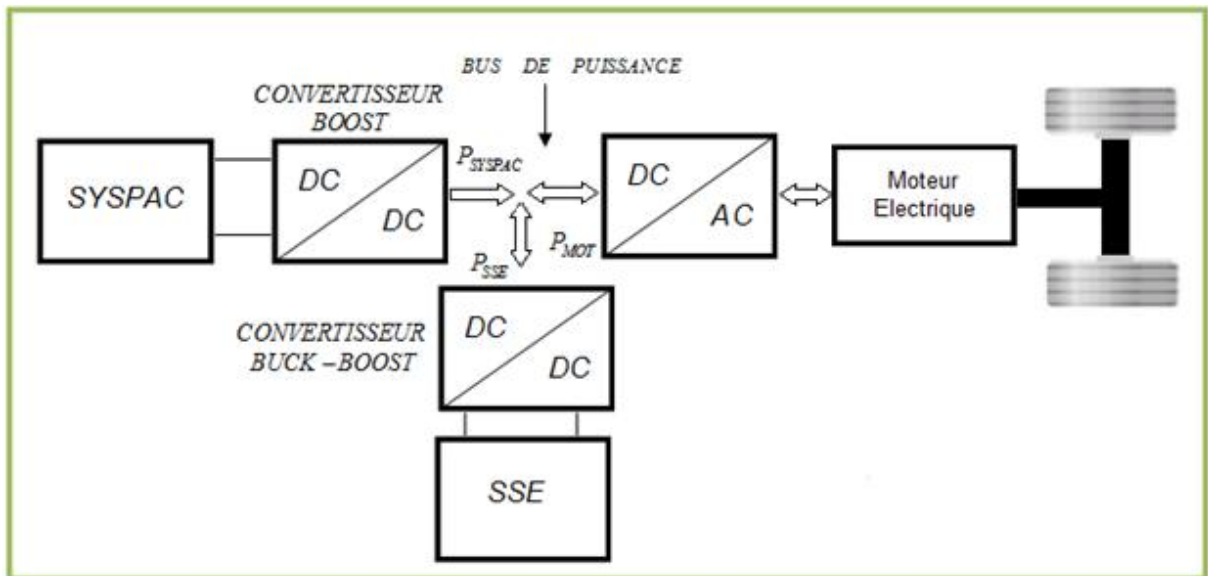 BUS DE PUISSANCE
CONVERTISSEUR
BOOST
SYSPAC
DC
DC
P_SYSPAC
DC
AC
Moteur
Electrique
P_MOT
P_SSE
CONVERTISSEUR
BUCK – BOOST
DC
DC
SSE